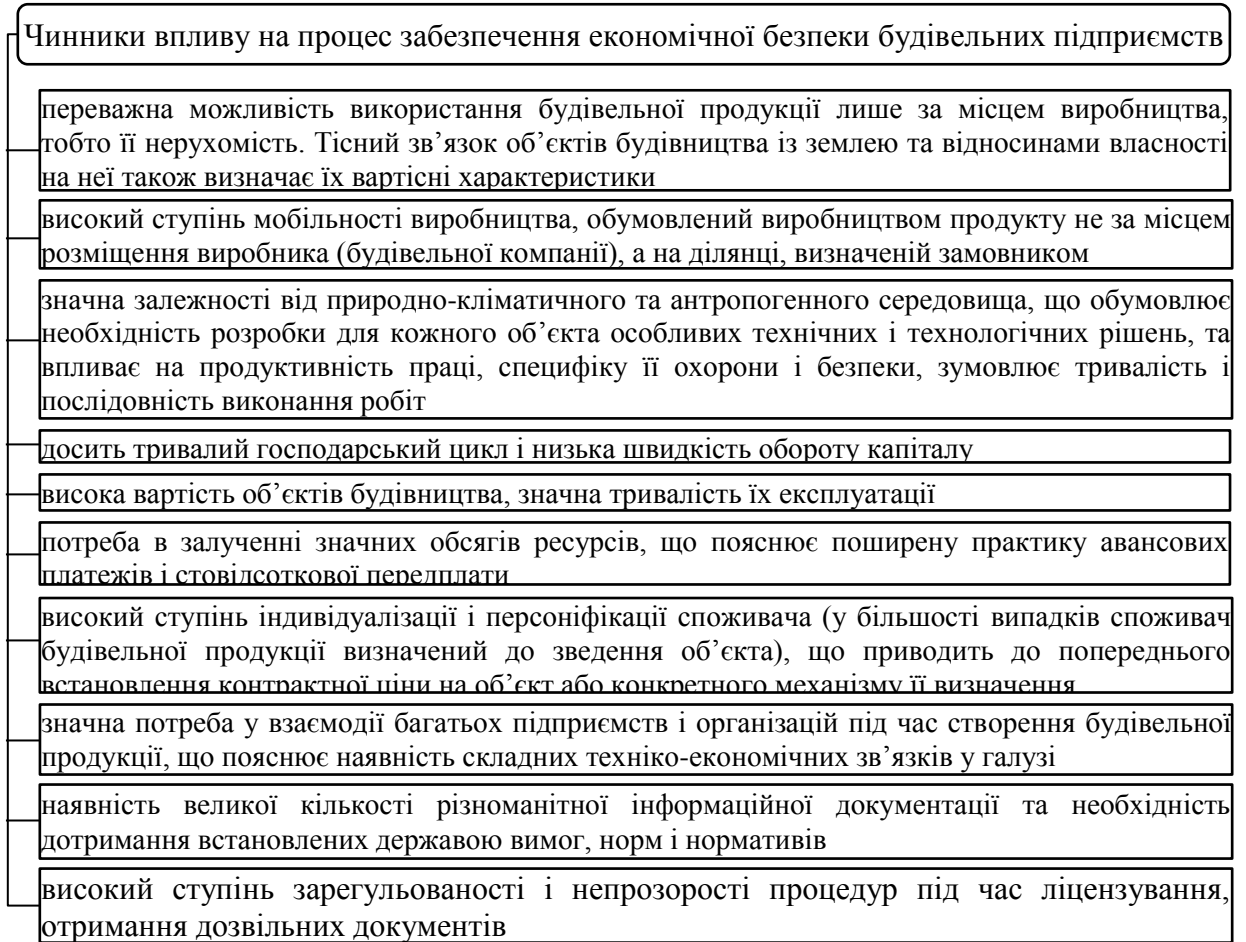 Чинники впливу на процес забезпечення економічної безпеки будівельних підприємств
переважна можливість використання будівельної продукції лише за місцем виробництва,
тобто її нерухомість. Тісний зв’язок об’єктів будівництва із землею та відносинами власності
на неї також визначає їх вартісні характеристики
високий ступінь мобільності виробництва, обумовлений виробництвом продукту не за місцем
розміщення виробника (будівельної компанії), а на ділянці, визначеній замовником
значна залежності від природно-кліматичного та антропогенного середовища, що обумовлює
необхідність розробки для кожного об’єкта особливих технічних і технологічних рішень, та
впливає на продуктивність праці, специфіку її охорони і безпеки, зумовлює тривалість і
послідовність виконання робіт
досить тривалий господарський цикл і низька швидкість обороту капіталу
висока вартість об’єктів будівництва, значна тривалість їх експлуатації
потреба в залученні значних обсягів ресурсів, що пояснює поширену практику авансових
платежів і стовідсоткової передплати
високий ступінь індивідуалізації і персоніфікації споживача (у більшості випадків споживач
будівельної продукції визначений до зведення об’єкта), що приводить до попереднього
встановлення контрактної ціни на об’єкт або конкретного механізму її визначення
значна потреба у взаємодії багатьох підприємств і організацій під час створення будівельної
продукції, що пояснює наявність складних техніко-економічних зв’язків у галузі
наявність великої кількості різноманітної інформаційної документації та необхідність
дотримання встановлених державою вимог, норм і нормативів
високий ступінь зарегульованості і непрозорості процедур під час ліцензування,
отримання дозвільних документів